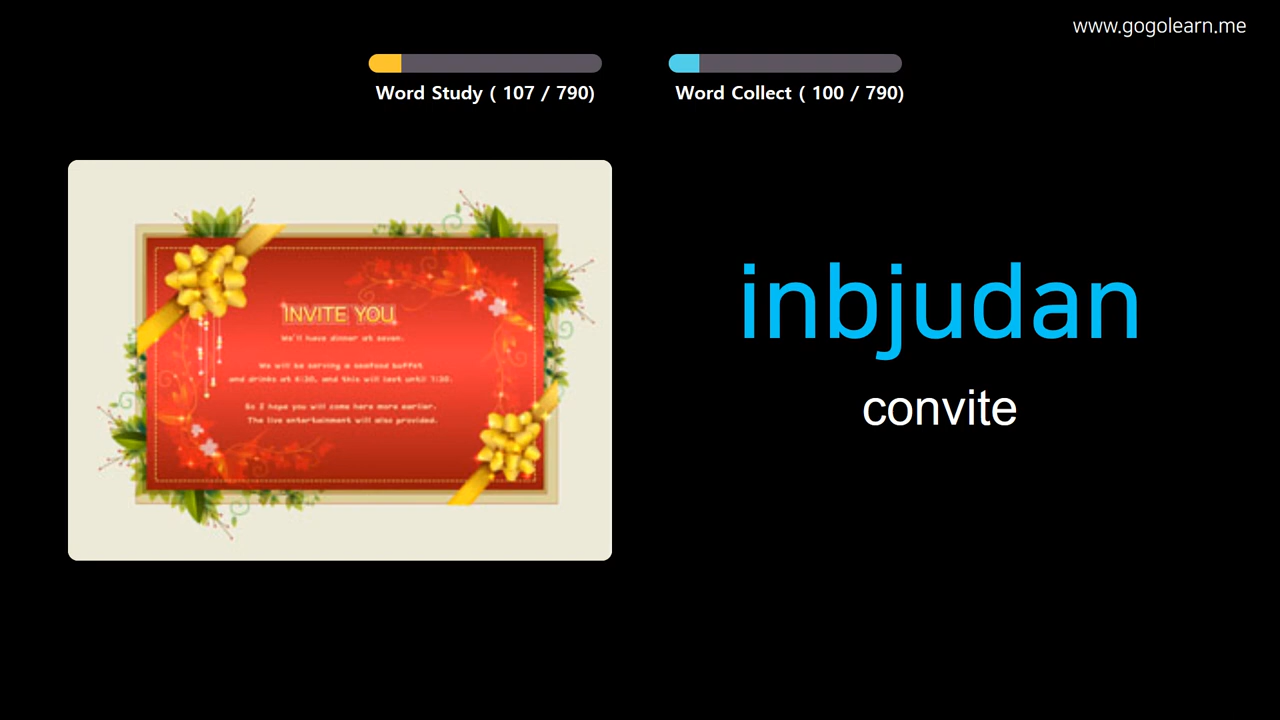 www.gogolearn.me
Word Study ( 107 / 790)
Word Collect ( 100 / 790)
INVITE YOU
We'll have dinner at seven.
We will be serving a seafood buffet
and drinks at 6:30, and this will last until 7:30.
So I hope you will come here more earlier.
The live entertainment will also provided.
inbjudan
convite